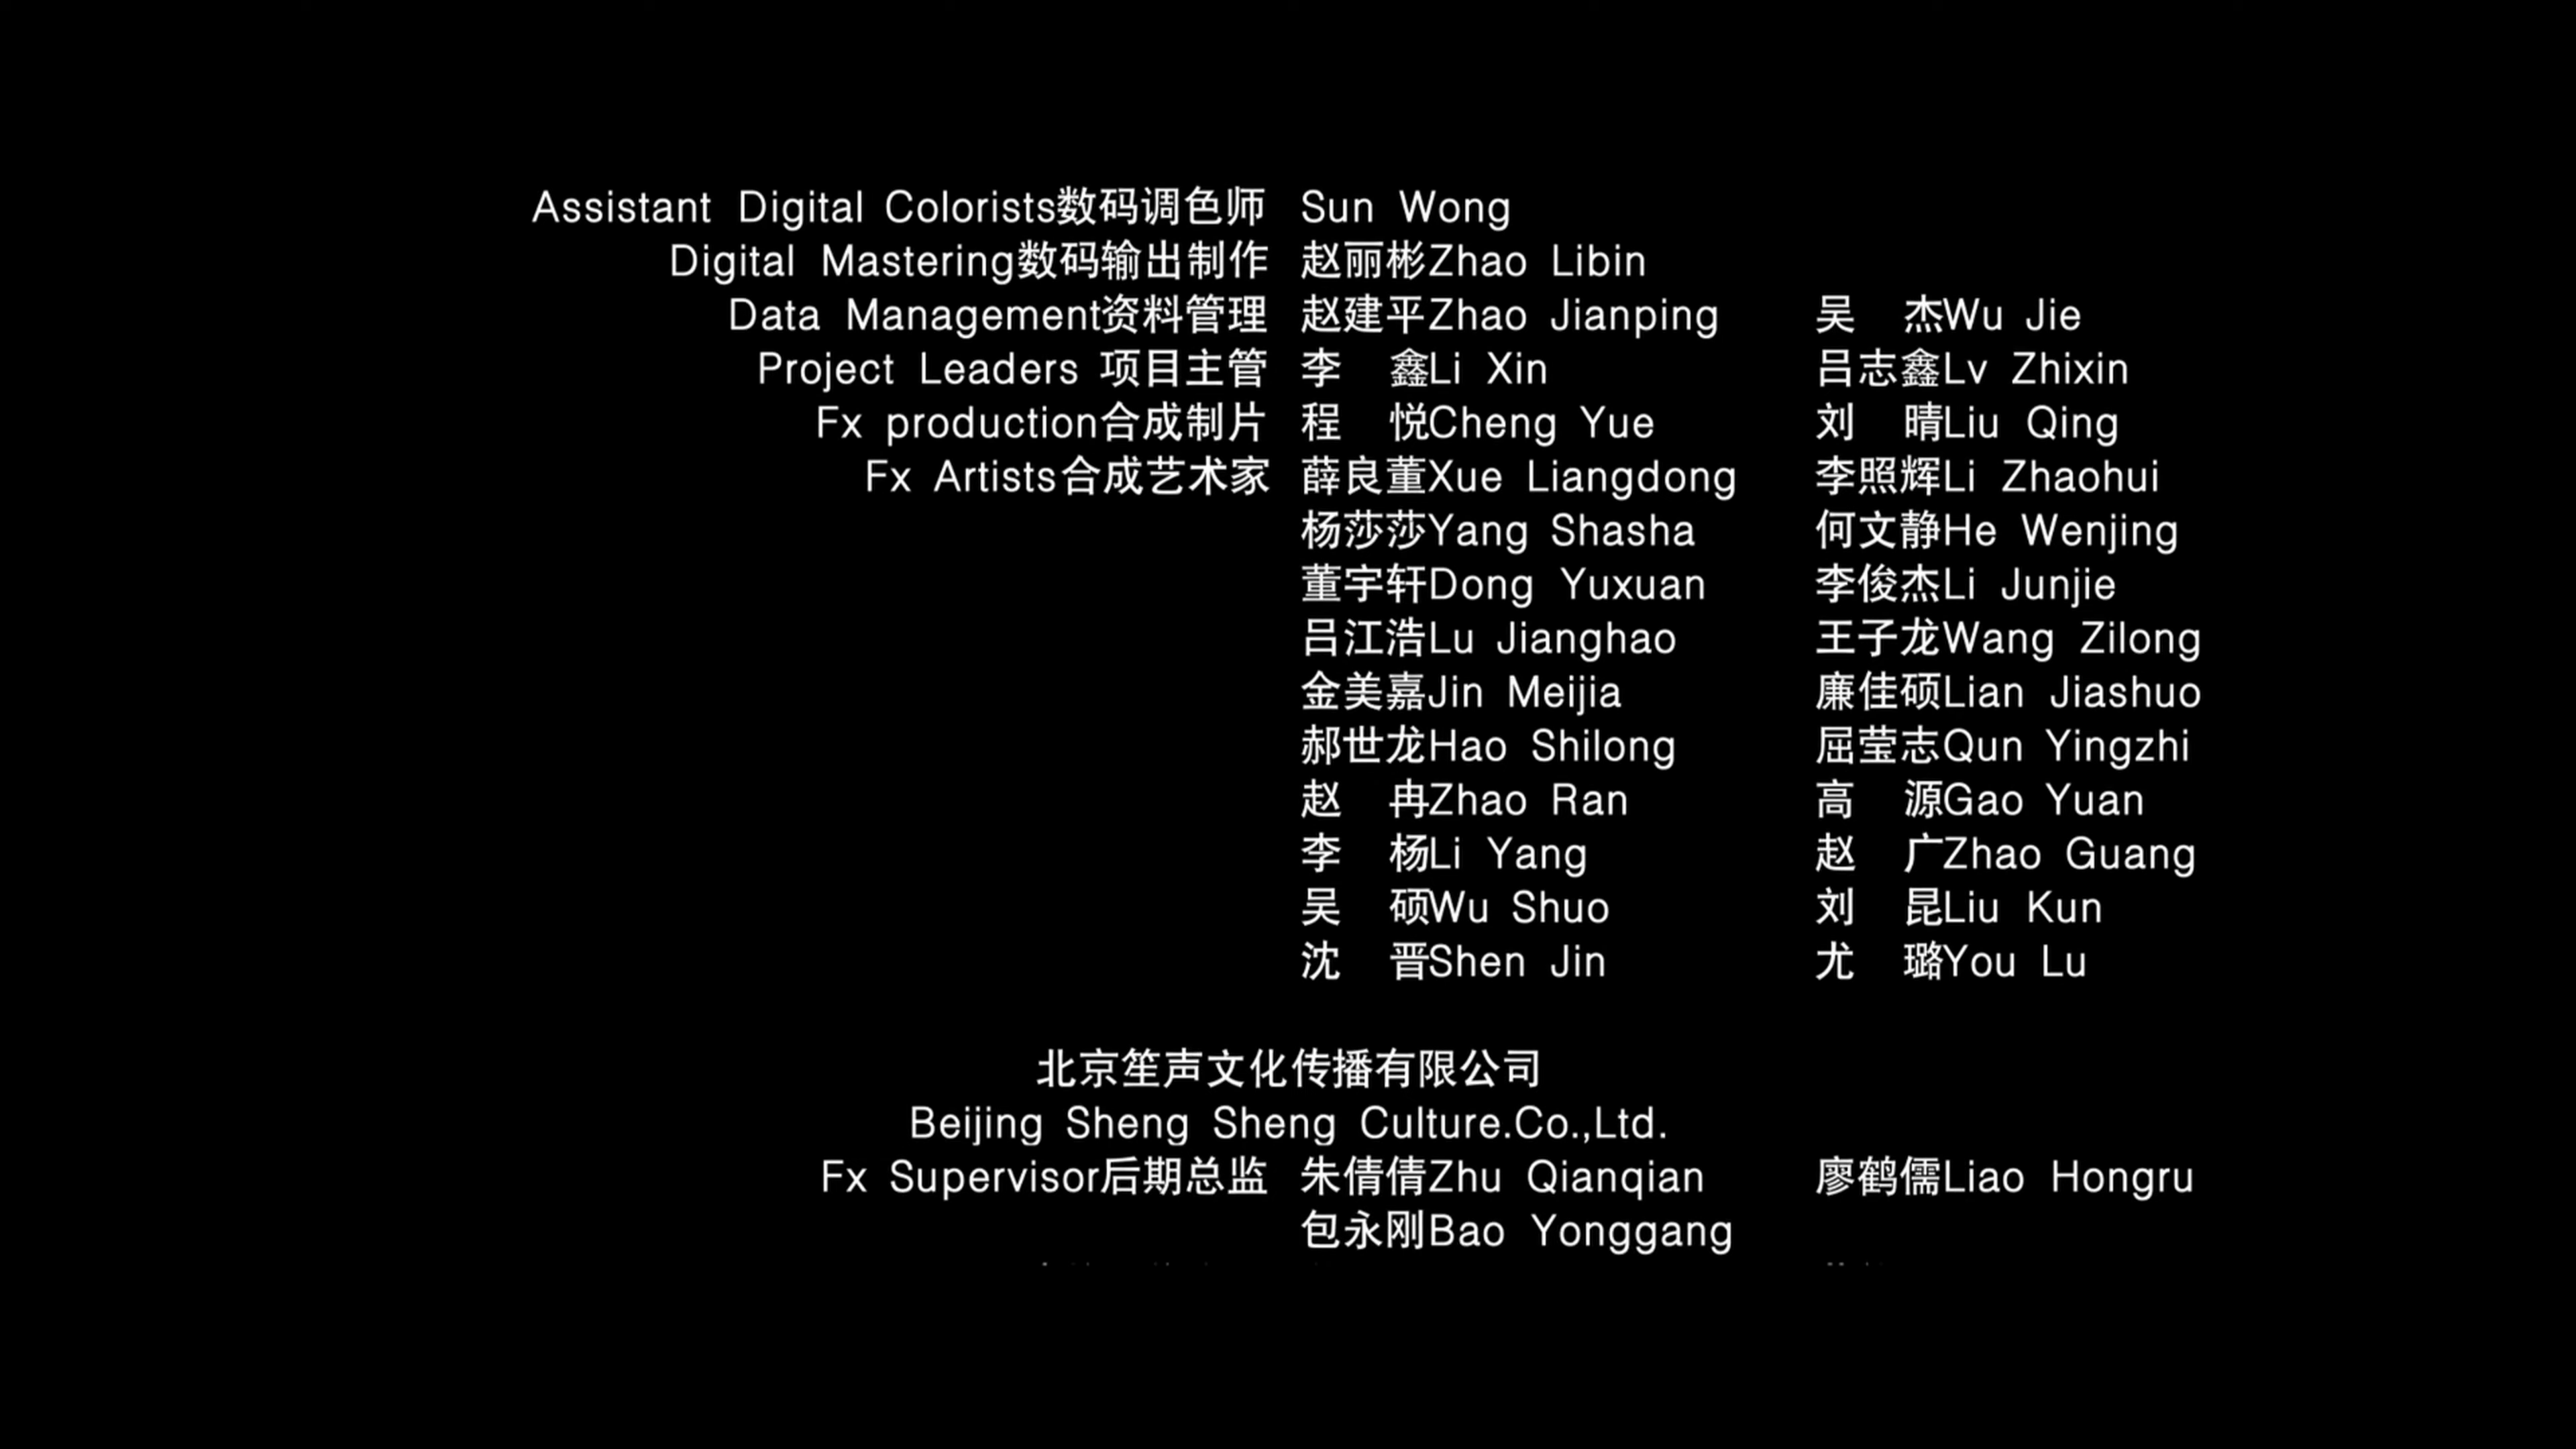 Assistant Digital Colorists数码调色师 Sun Wong
Digital Mastering数码输出制作 赵丽彬Zhao Libin
Data Management资料管理 赵建平Zhao Jianping 吴 杰Wu Jie
Project Leaders 项目主管 李 鑫Li Xin 吕志鑫Lv Zhixin
Fx production合成制片 程 悦Cheng Yue 刘 晴Liu Qing
Fx Artists合成艺术家 薛良董Xue Liangdong 李照辉Li Zhaohui
杨莎莎Yang Shasha 何文静He Wenjing
董宇轩Dong Yuxuan 李俊杰Li Junjie
吕江浩Lu Jianghao 王子龙Wang Zilong
金美嘉Jin Meijia 廉佳硕Lian Jiashuo
郝世龙Hao Shilong 屈莹志Qun Yingzhi
赵 冉Zhao Ran 高 源Gao Yuan
李 杨Li Yang 赵 广Zhao Guang
吴 硕Wu Shuo 刘 昆Liu Kun
沈 晋Shen Jin 尤 璐You Lu
北京笙声文化传播有限公司
Beijing Sheng Sheng Culture.Co.,Ltd.
Fx Supervisor后期总监 朱倩倩Zhu Qianqian 廖鹤儒Liao Hongru
包永刚Bao Yonggang